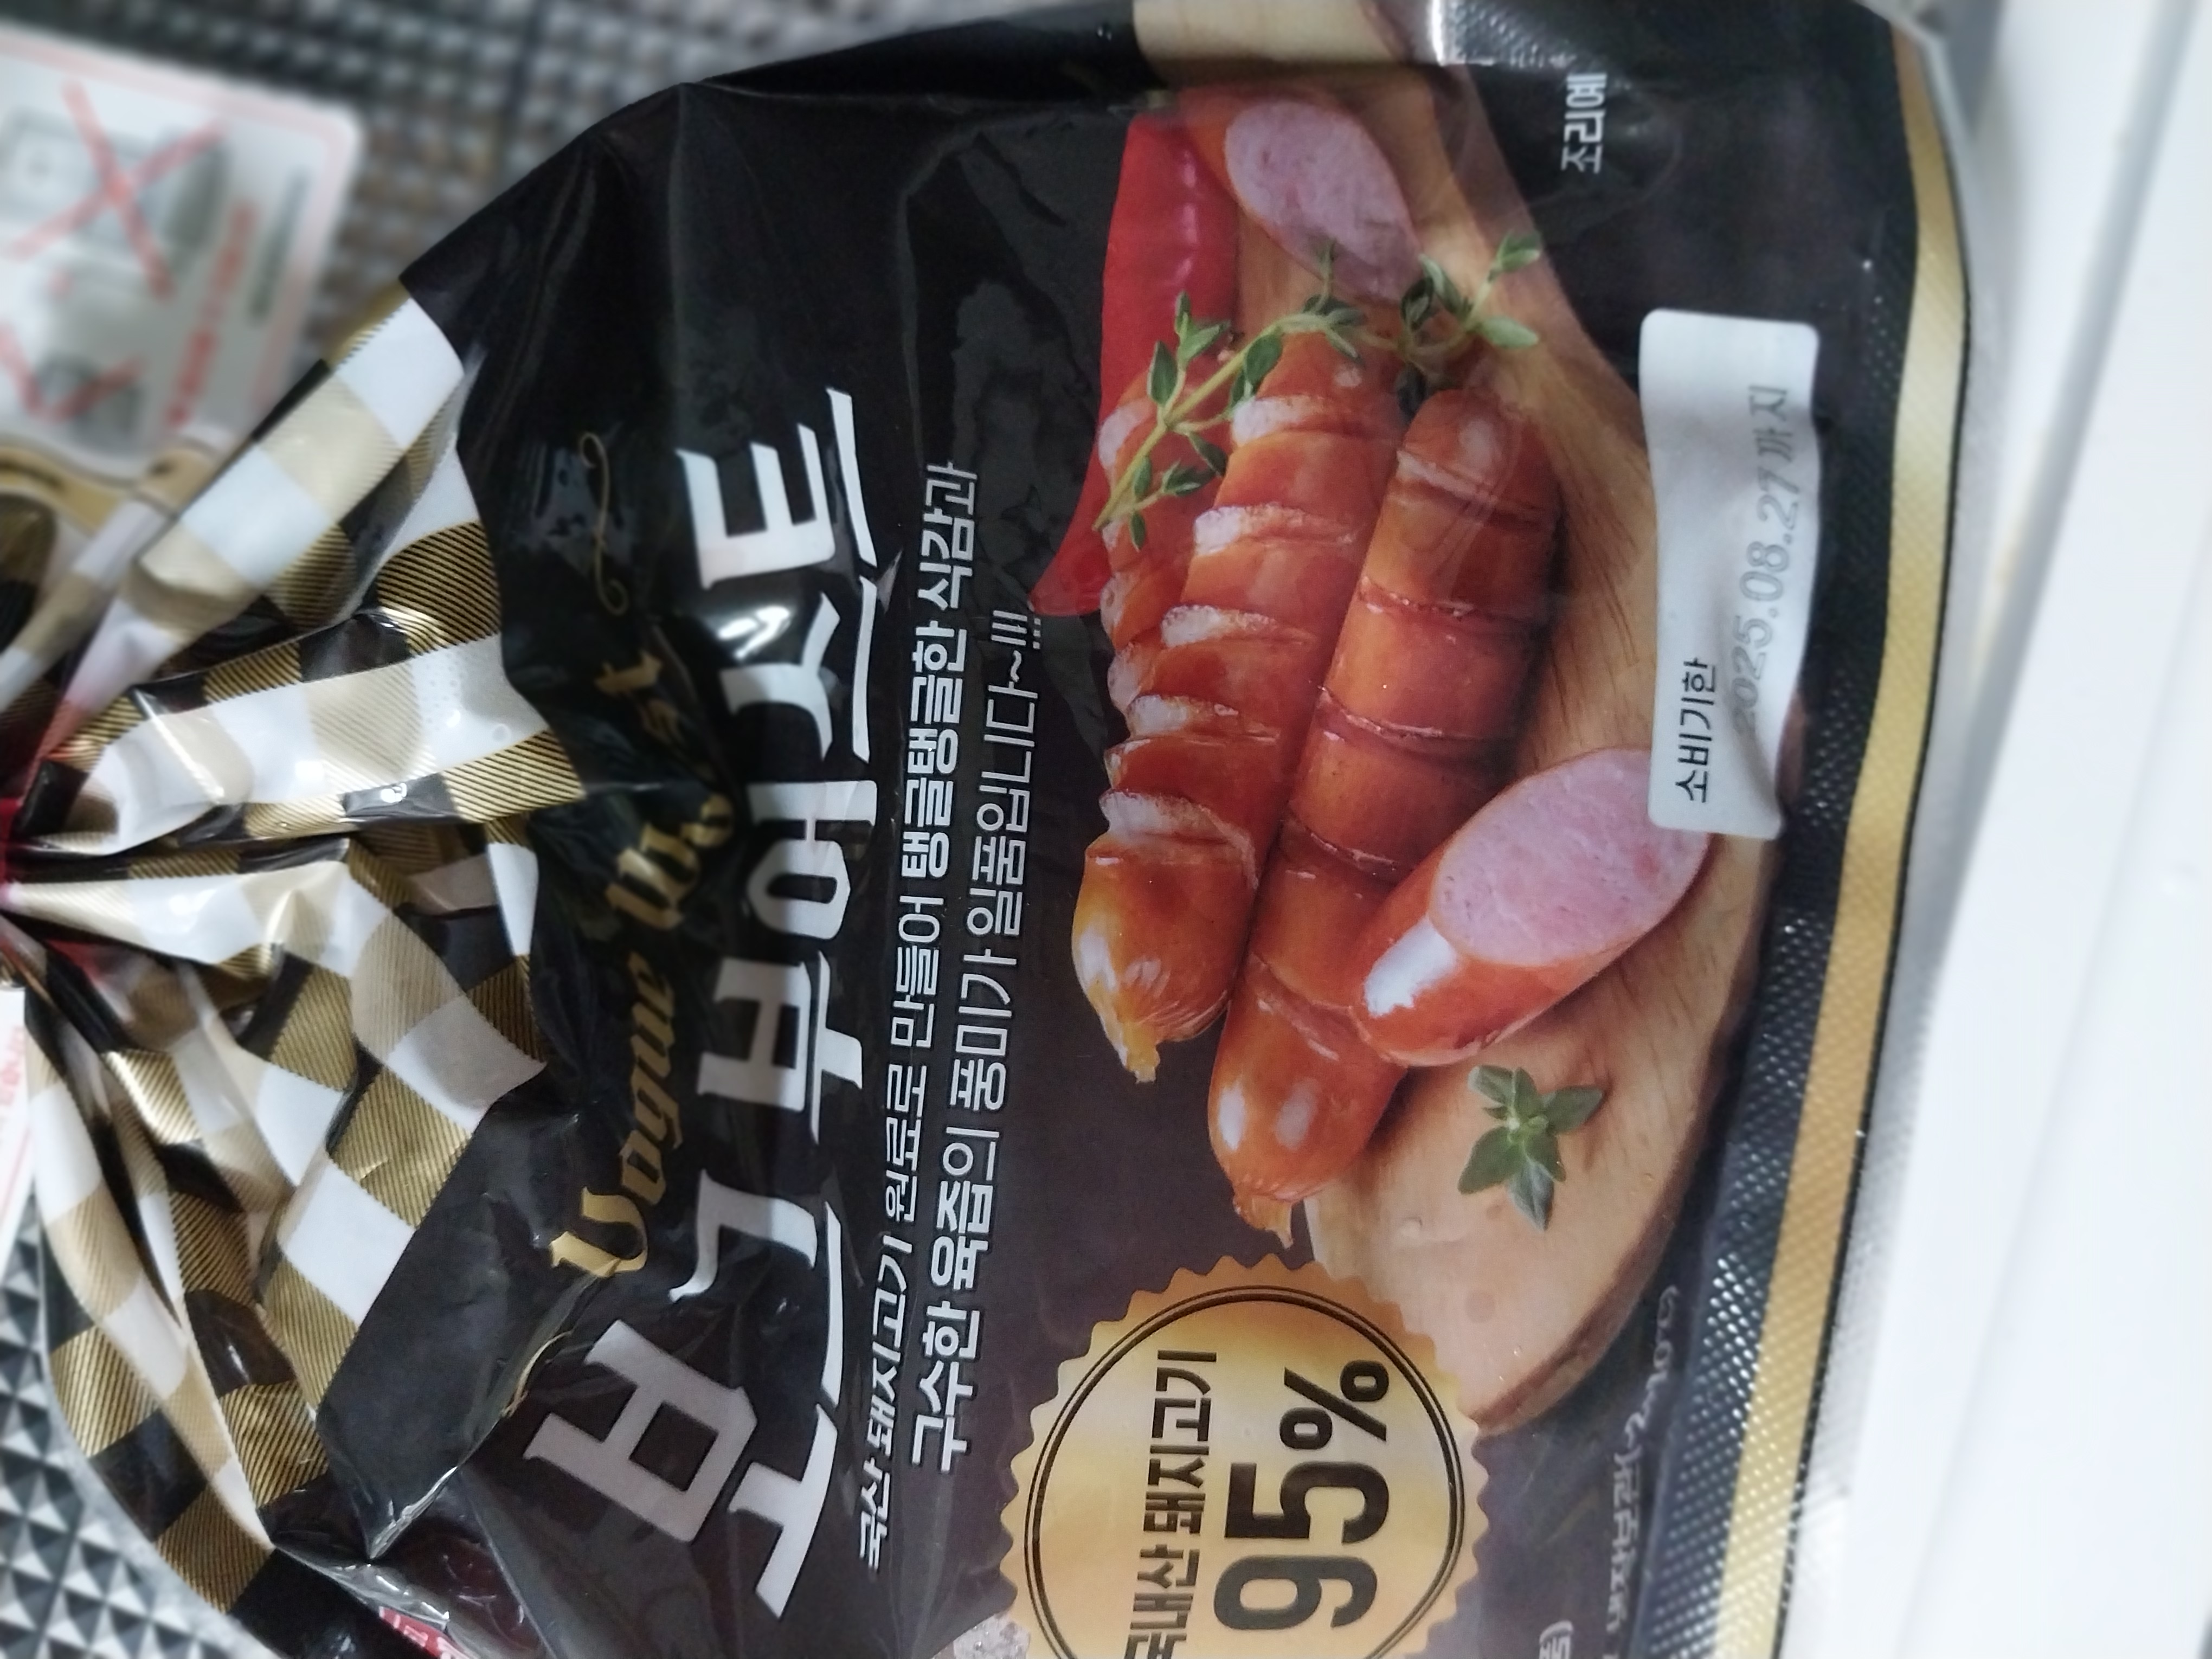 Vogue Wurst
보그부어스트
국산 돼지고기 원료로 만들어 탱글탱글한 식감과
구수한 육즙의 풍미가 일품입니다~!!!
국내산 돼지고기
95%
조리예
소비기한
2025.08.27까지